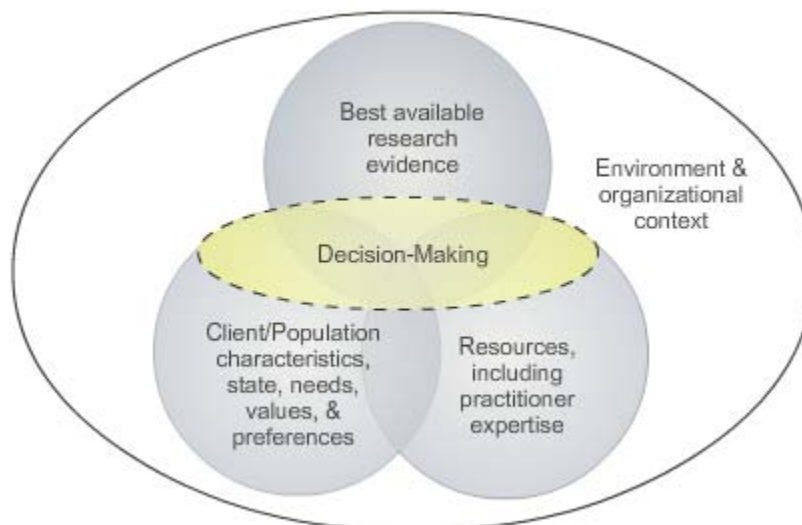 Best available
research
evidence
Environment &
organizational
context
Decision-Making
Client/Population
characteristics,
state, needs,
values, &
preferences
Resources,
including
practitioner
expertise